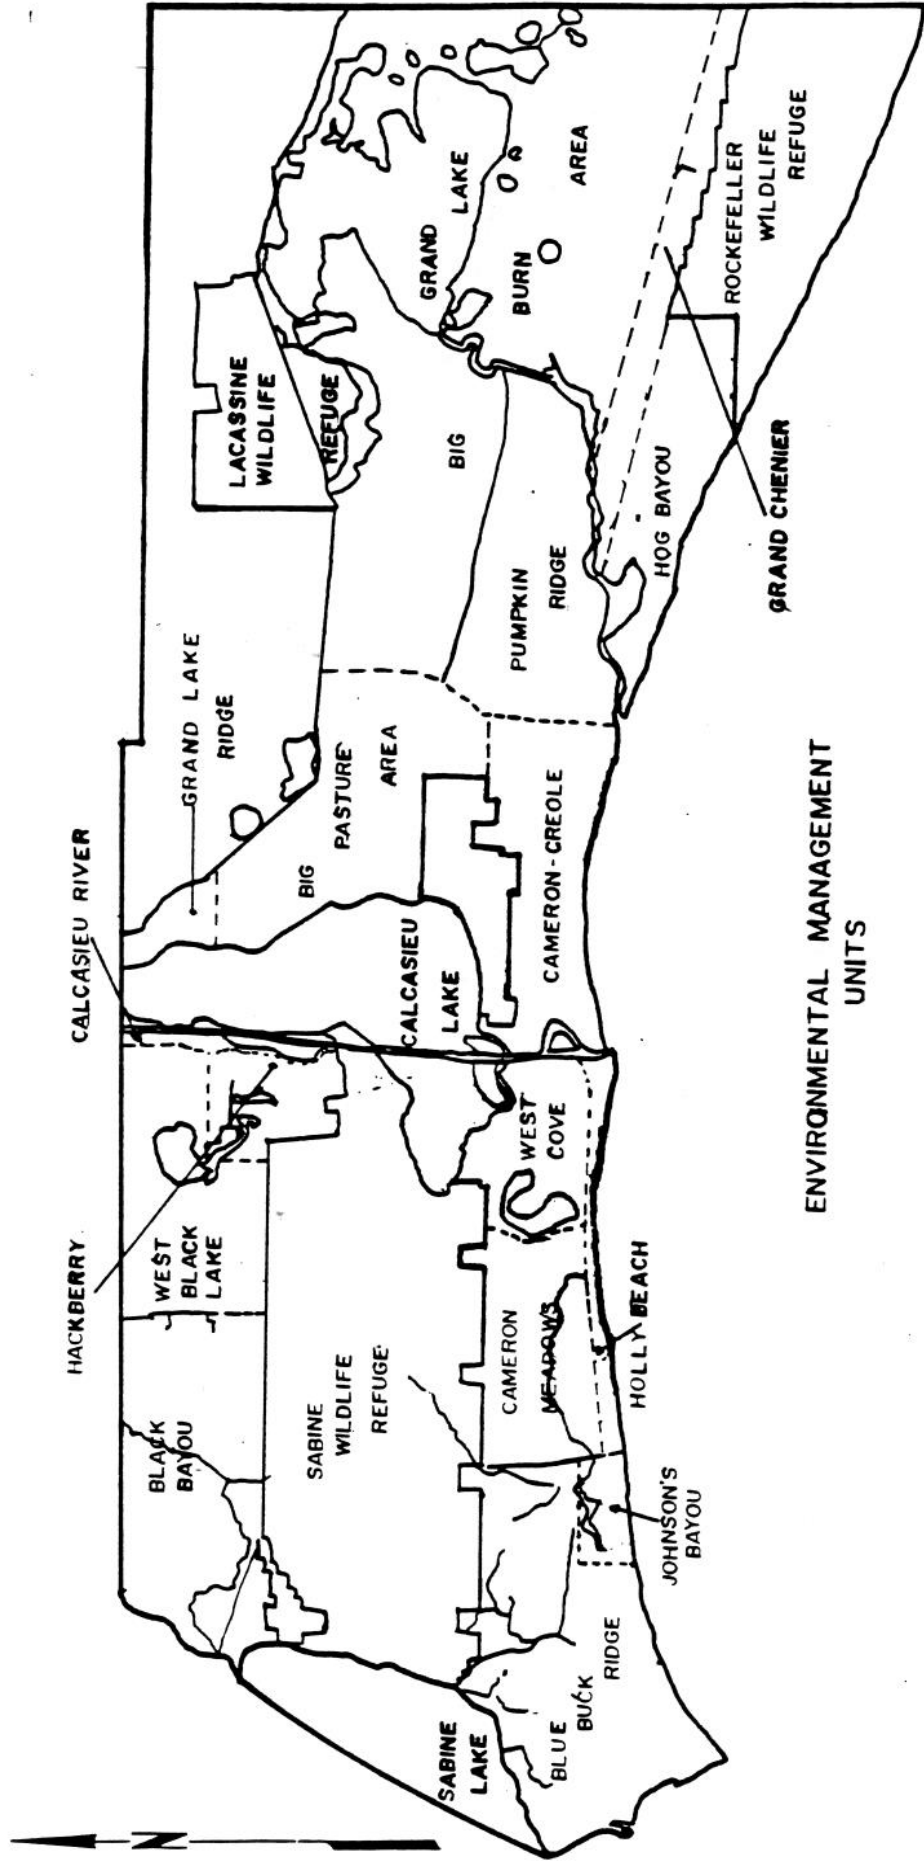 CALCASIEU RIVER
HACKBERRY
GRAND LAKE
RIDGE
LACASSINE
WILDLIFE
REFUGE
BLACK
BAYOU
WEST
BLACK
LAKE
BIG
PASTURE
AREA
GRAND
LAKE
BIG
BURN
AREA
SABINE
WILDLIFE
REFUGE
CALCASIEU
LAKE
SABINE
LAKE
BLUE
BUCK
RIDGE
CAMERON
MEADOWS
WEST
COVE
CAMERON-CREOLE
PUMPKIN
RIDGE
HOG BAYOU
ROCKEFELLER
WILDLIFE
REFUGE
JOHNSON'S
BAYOU
HOLLY BEACH
GRAND CHENIER
ENVIRONMENTAL MANAGEMENT
UNITS
N